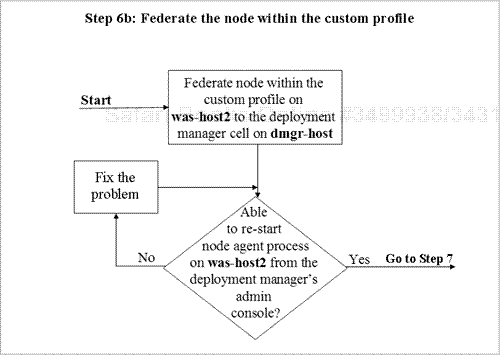 Step 6b: Federate the node within the custom profile
Start
Federate node within the
custom profile on
was-host2 to the deployment
manager cell on dmgr-host
Fix the
problem
Able
to re-start
node agent process
on was-host2 from the
deployment manager's
admin
console?
No
Yes
Go to Step 7